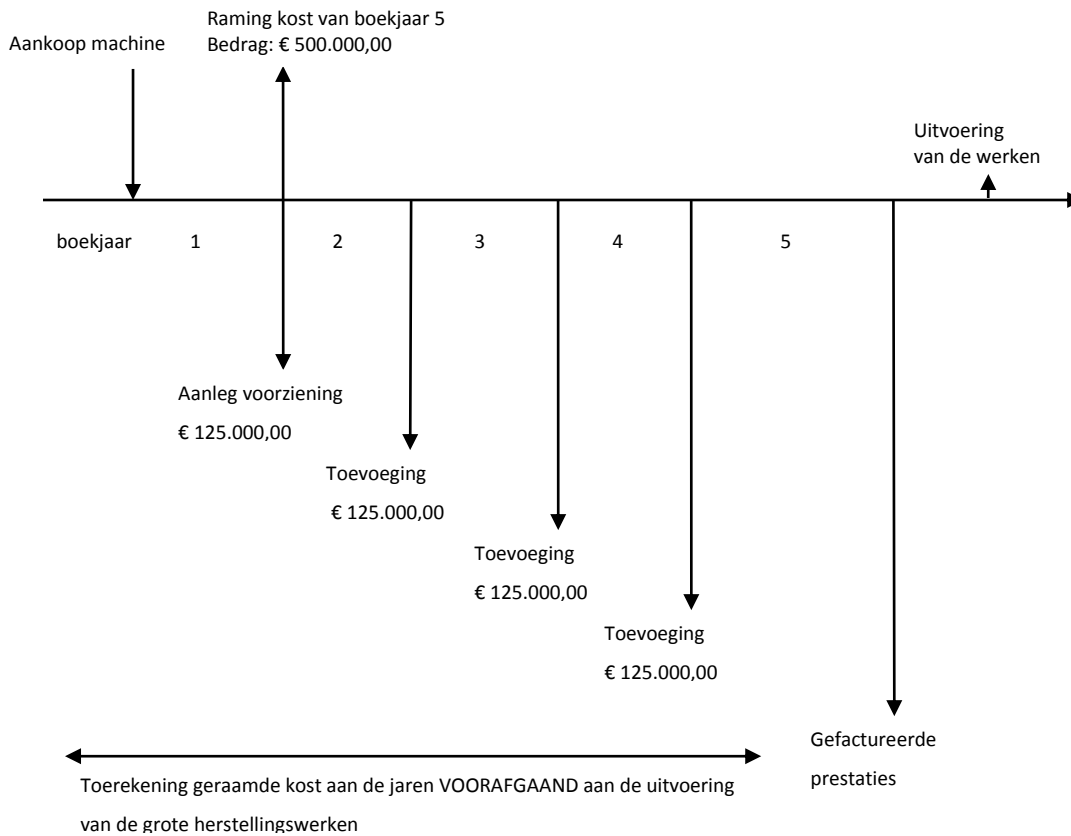 Aankoop machine
Raming kost van boekjaar 5
Bedrag: € 500.000,00
Uitvoering
van de werken
boekjaar 1 2 3 4 5
Aanleg voorziening
€ 125.000,00
Toevoeging
€ 125.000,00
Toevoeging
€ 125.000,00
Toevoeging
€ 125.000,00
Gefactureerde
prestaties
Toerekening geraamde kost aan de jaren VOORAFGAAND aan de uitvoering
van de grote herstellingswerken